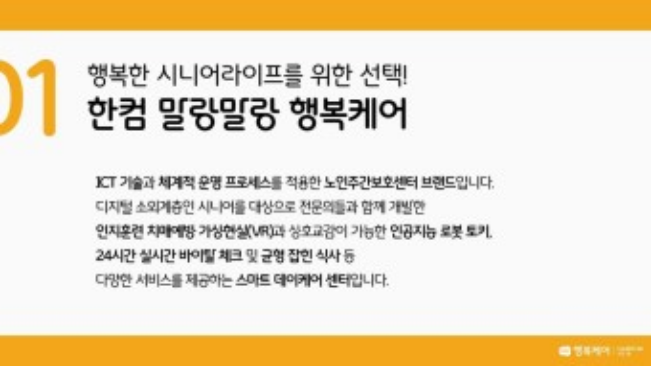 01
행복한 시니어라이프를 위한 선택!
한컴 말랑말랑 행복케어
ICT 기술과 체계적 운영 프로세스를 적용한 노인주간보호센터 브랜드입니다.
디지털 소외계층인 시니어를 대상으로 전문의들과 함께 개발한
인지훈련 치매예방 가상현실(VR)과 상호교감이 가능한 인공지능 로봇 토키,
24시간 실시간 바이탈 체크 및 균형 잡힌 식사 등
다양한 서비스를 제공하는 스마트 데이케어 센터입니다.
행복케어